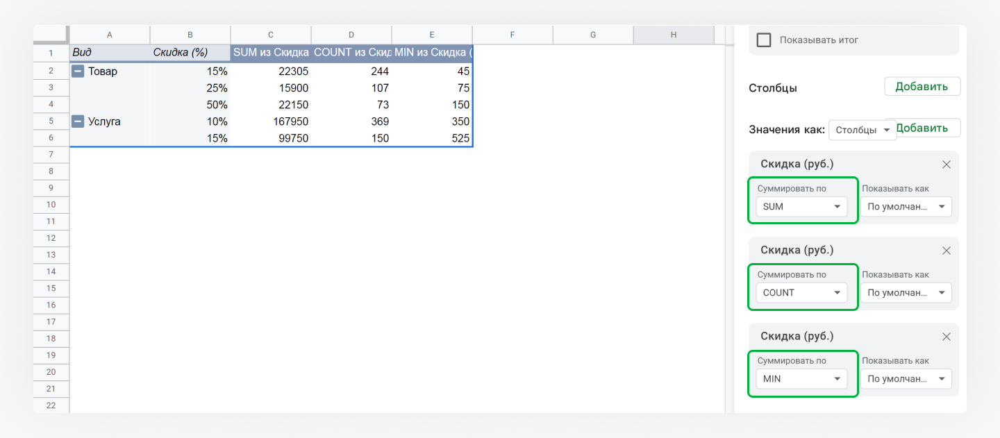 A B C D E F G H
1 Вид Скидка (%) SUM из Скидка COUNT из Скид MIN из Скидка (
2 Товар 15% 22305 244 45
3 25% 15900 107 75
4 50% 22150 73 150
5 Услуга 10% 167950 369 350
6 15% 99750 150 525
7
8
9
10
11
12
13
14
15
16
17
18
19
20
21
22
Показывать итог
Столбцы Добавить
Значения как: Столбцы Добавить
Скидка (руб.)
Суммировать по Показывать как
SUM По умолчан...
Скидка (руб.)
Суммировать по Показывать как
COUNT По умолчан...
Скидка (руб.)
Суммировать по Показывать как
MIN По умолчан...